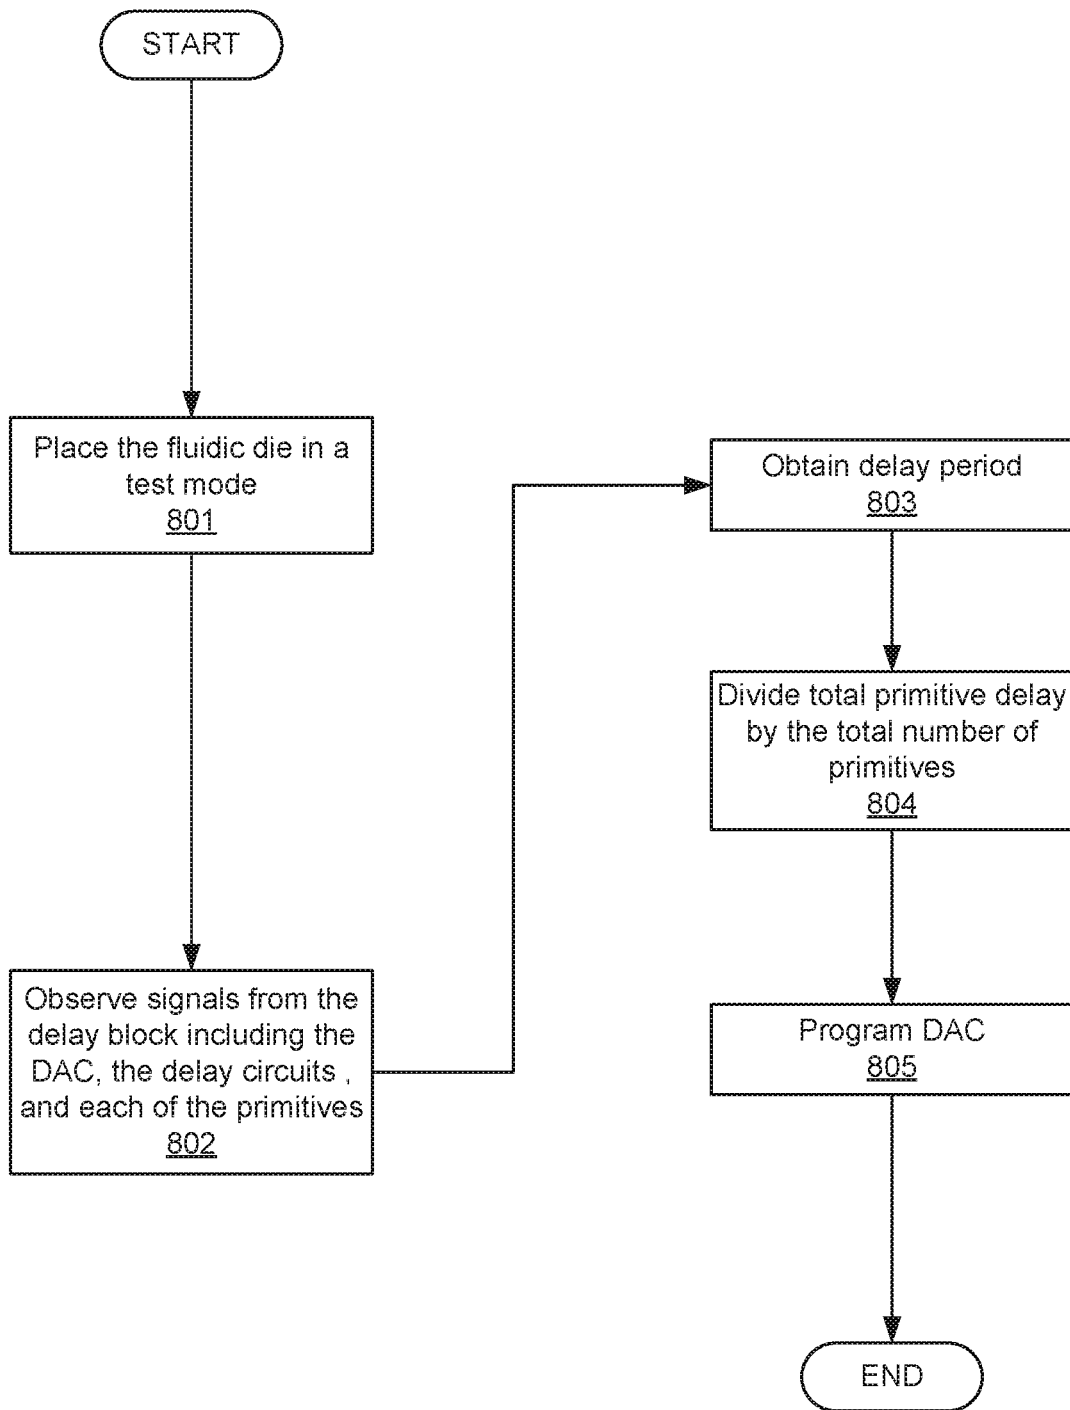 START
Place the fluidic die in a
test mode
801
Observe signals from the
delay block including the
DAC, the delay circuits ,
and each of the primitives
802
Obtain delay period
803
Divide total primitive delay
by the total number of
primitives
804
Program DAC
805
END